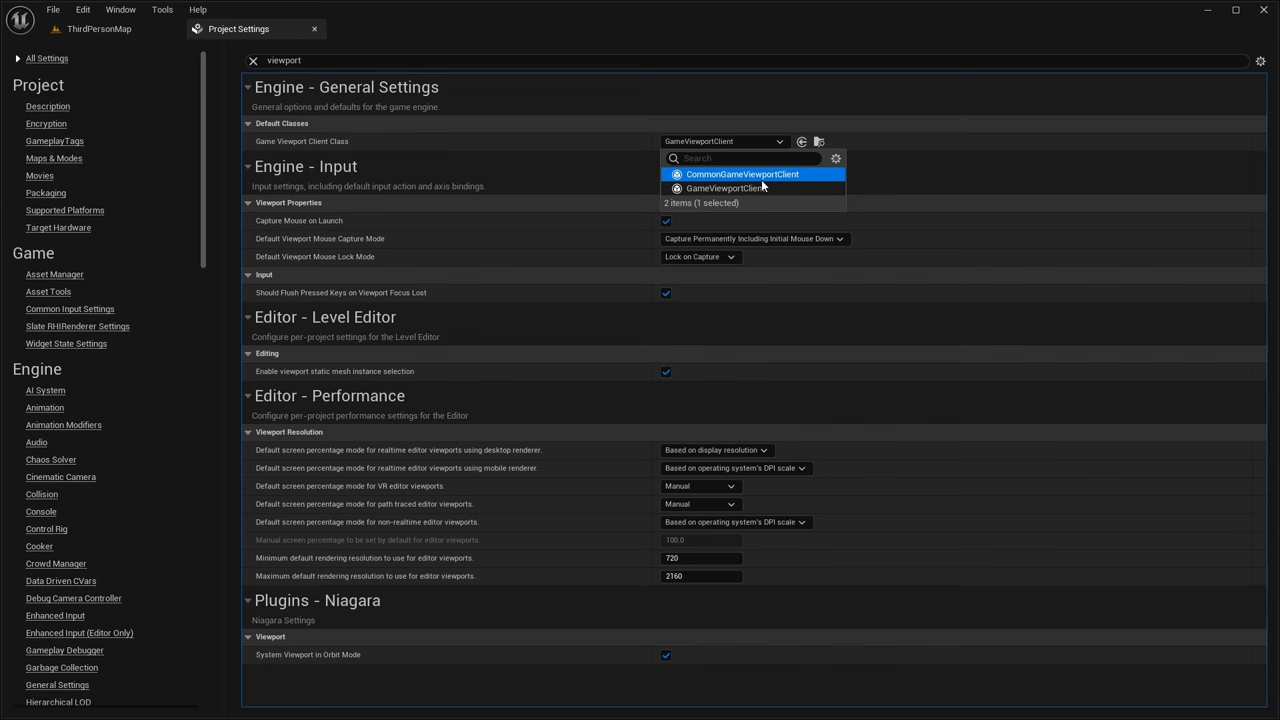 File Edit Window Tools Help
ThirdPersonMap
Project Settings
All Settings
Project
Description
Encryption
GameplayTags
Maps & Modes
Movies
Packaging
Supported Platforms
Target Hardware
Game
Asset Manager
Asset Tools
Common Input Settings
Slate RHIRenderer Settings
Widget State Settings
Engine
AI System
Animation
Animation Modifiers
Audio
Chaos Solver
Cinematic Camera
Collision
Console
Control Rig
Cooker
Crowd Manager
Data Driven CVars
Debug Camera Controller
Enhanced Input
Enhanced Input (Editor Only)
Gameplay Debugger
Garbage Collection
General Settings
Hierarchical LOD
viewport
Engine - General Settings
General options and defaults for the game engine.
Default Classes
Game Viewport Client Class GameViewportClient
Search
CommonGameViewportClient
GameViewportClient
2 items (1 selected)
Engine - Input
Input settings, including default input action and axis bindings.
Viewport Properties
Capture Mouse on Launch
Default Viewport Mouse Capture Mode Capture Permanently Including Initial Mouse Down
Default Viewport Mouse Lock Mode Lock on Capture
Input
Should Flush Pressed Keys on Viewport Focus Lost
Editor - Level Editor
Configure per-project settings for the Level Editor
Editing
Enable viewport static mesh instance selection
Editor - Performance
Configure per-project performance settings for the Editor
Viewport Resolution
Default screen percentage mode for realtime editor viewports using desktop renderer. Based on display resolution
Default screen percentage mode for realtime editor viewports using mobile renderer. Based on operating system's DPI scale
Default screen percentage mode for VR editor viewports. Manual
Default screen percentage mode for path traced editor viewports. Manual
Default screen percentage mode for non-realtime editor viewports. Based on operating system's DPI scale
Manual screen percentage to be set by default for editor viewports. 100.0
Minimum default rendering resolution to use for editor viewports. 720
Maximum default rendering resolution to use for editor viewports. 2160
Plugins - Niagara
Niagara Settings
Viewport
System Viewport in Orbit Mode